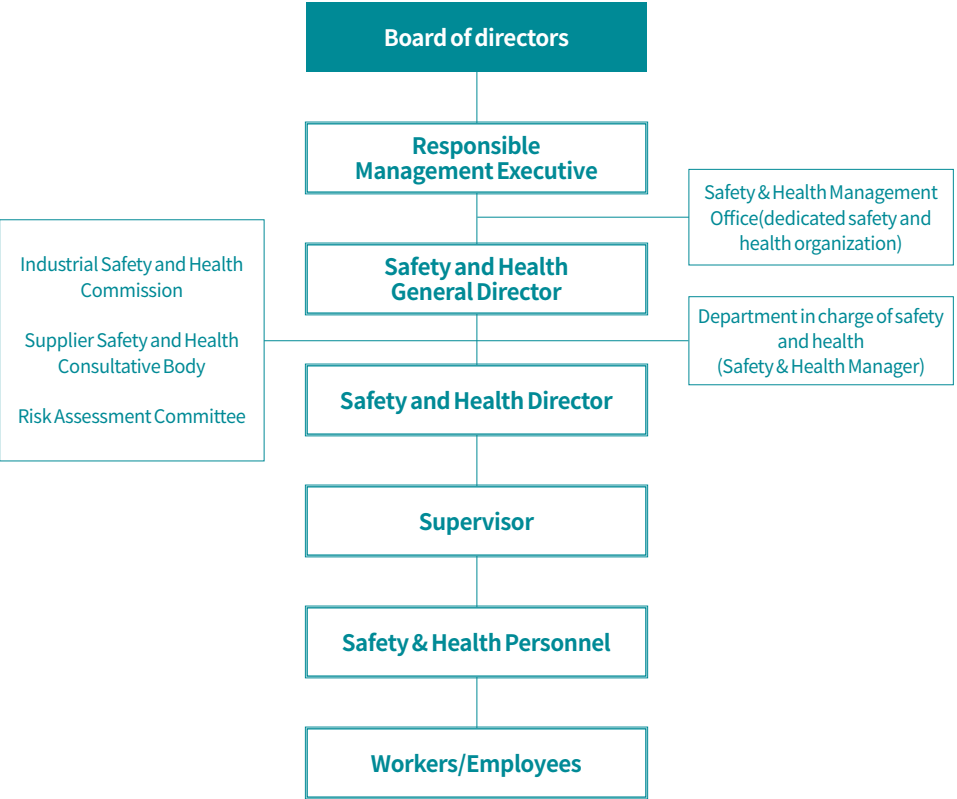 Board of directors
Responsible
Management Executive
Safety & Health Management
Office(dedicated safety and
health organization)
Safety and Health
General Director
Industrial Safety and Health
Commission
Supplier Safety and Health
Consultative Body
Risk Assessment Committee
Department in charge of safety
and health
(Safety & Health Manager)
Safety and Health Director
Supervisor
Safety & Health Personnel
Workers/Employees